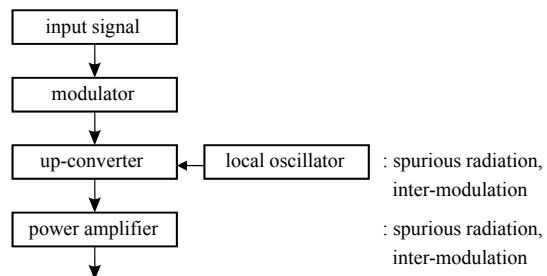 input signal
modulator
up-converter
local oscillator
: spurious radiation,
inter-modulation
power amplifier
: spurious radiation,
inter-modulation